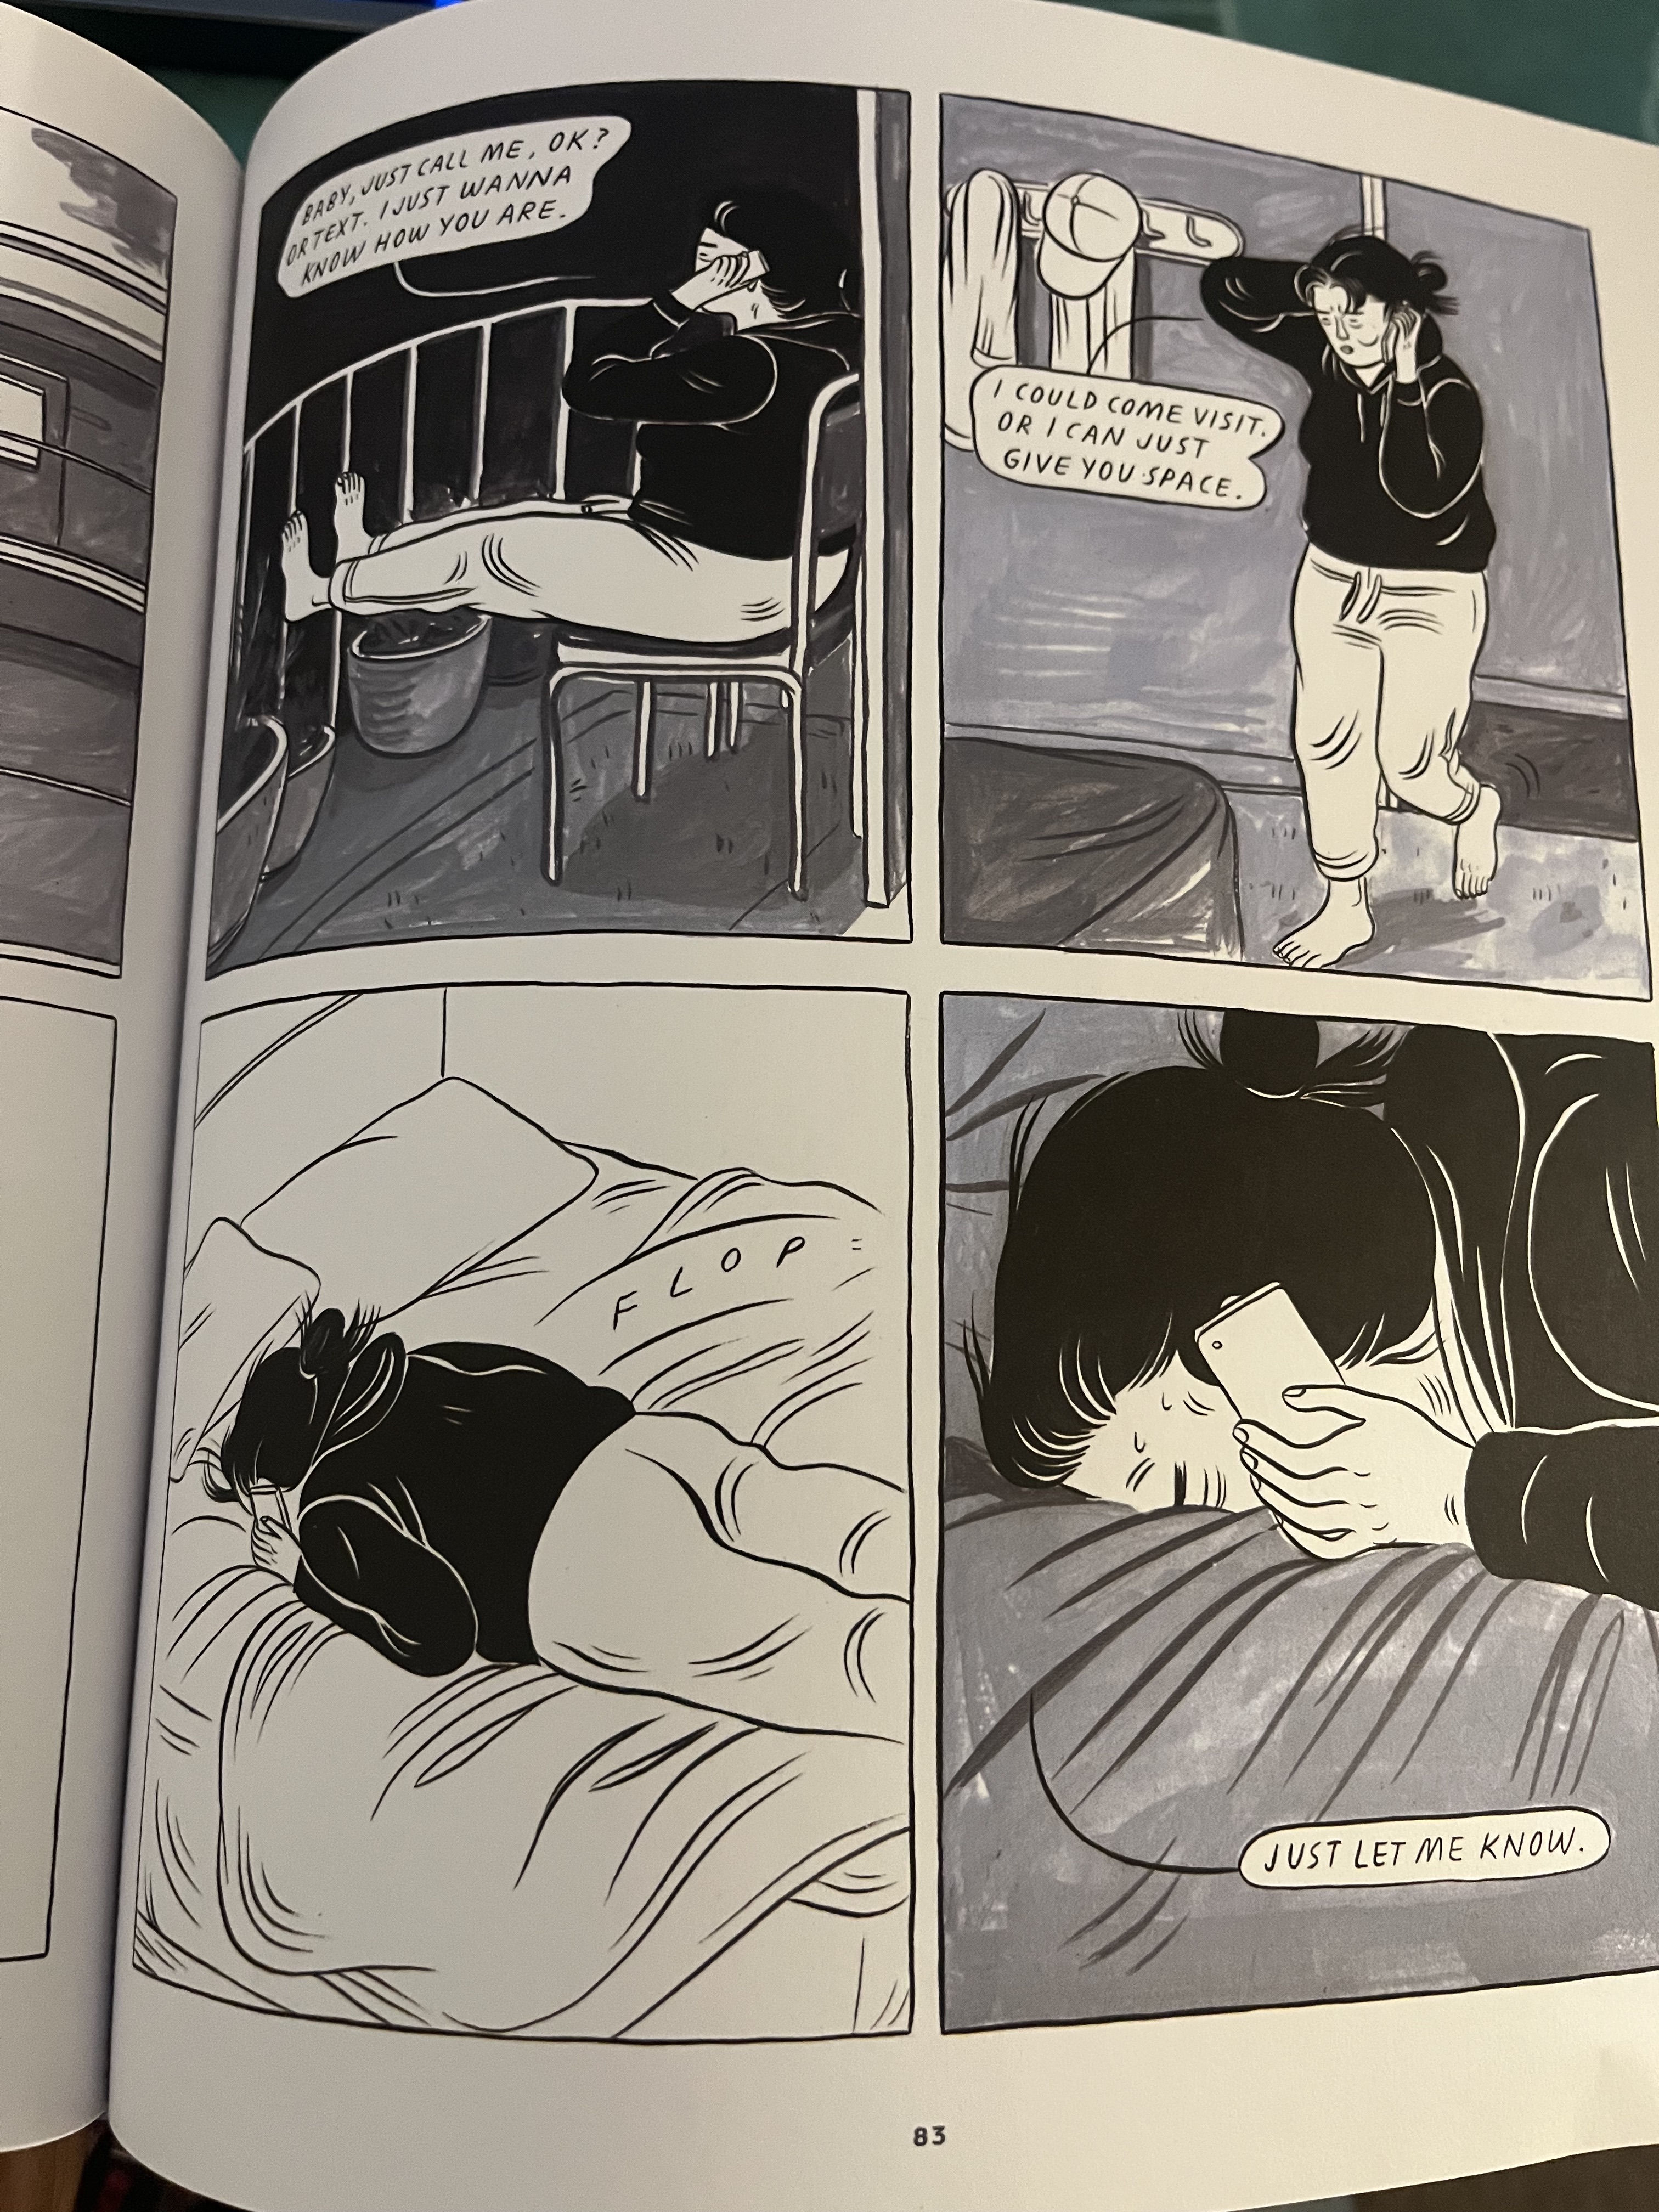 BABY, JUST CALL ME, OK?
OR TEXT. I JUST WANNA
KNOW HOW YOU ARE.
I COULD COME VISIT.
OR I CAN JUST
GIVE YOU SPACE.
FLOP
JUST LET ME KNOW.
83